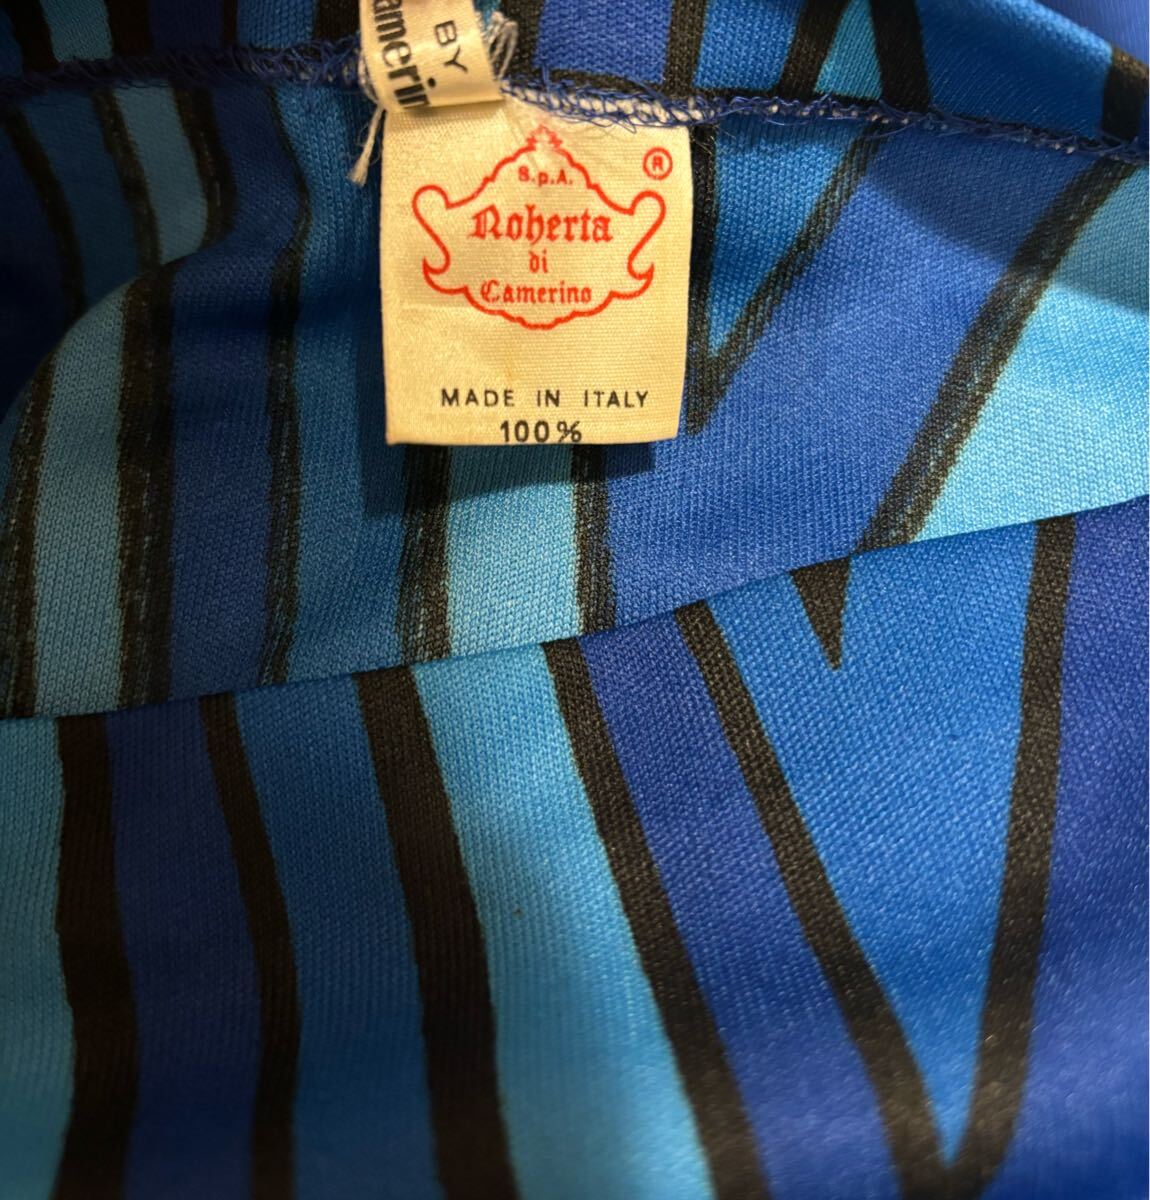 BY
S.p.A.
®
Roberta
di
Camerino
MADE IN ITALY
100%